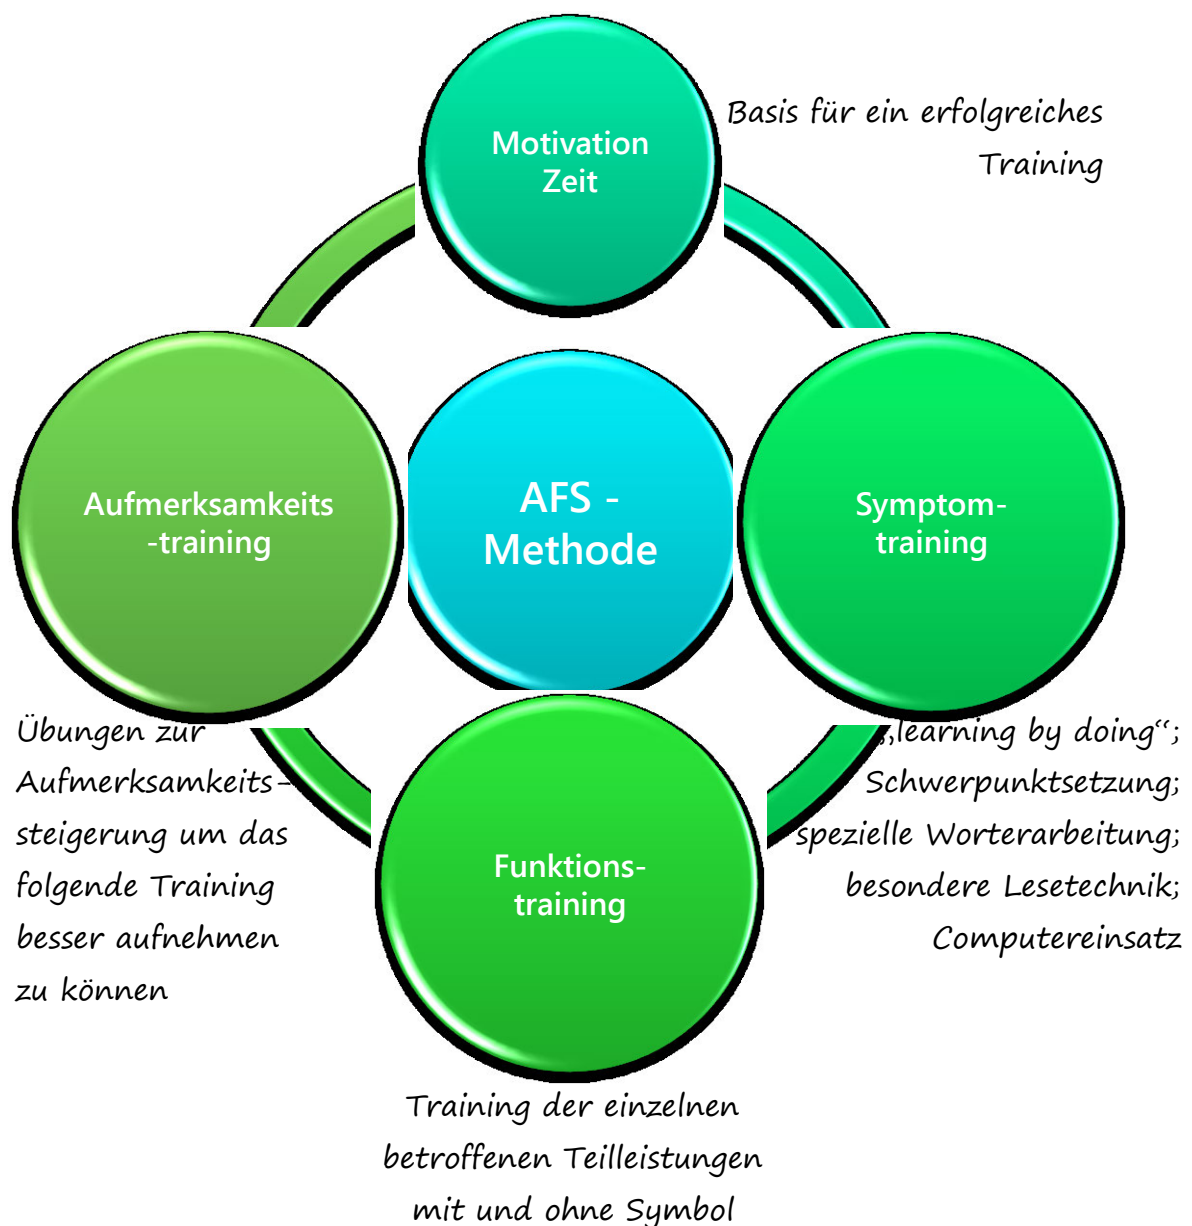 Motivation
Zeit
Basis für ein erfolgreiches
Training
Aufmerksamkeits
-training
AFS -
Methode
Symptom-
training
Übungen zur
Aufmerksamkeits-
steigerung um das
folgende Training
besser aufnehmen
zu können
Funktions-
training
„learning by doing“;
Schwerpunktsetzung;
spezielle Worterarbeitung;
besondere Lesetechnik;
Computereinsatz
Training der einzelnen
betroffenen Teilleistungen
mit und ohne Symbol